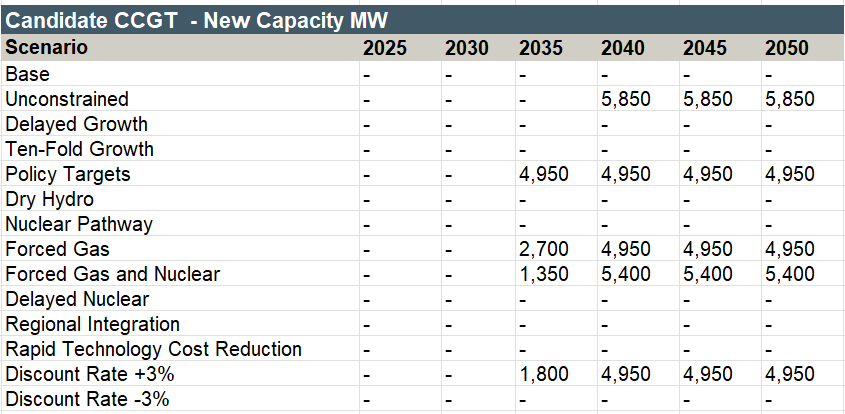 Candidate CCGT  - New Capacity MW
Scenario 2025 2030 2035 2040 2045 2050
Base - - - - - -
Unconstrained - - - 5,850 5,850 5,850
Delayed Growth - - - - - -
Ten-Fold Growth - - - - - -
Policy Targets - - 4,950 4,950 4,950 4,950
Dry Hydro - - - - - -
Nuclear Pathway - - - - - -
Forced Gas - - 2,700 4,950 4,950 4,950
Forced Gas and Nuclear - - 1,350 5,400 5,400 5,400
Delayed Nuclear - - - - - -
Regional Integration - - - - - -
Rapid Technology Cost Reduction - - - - - -
Discount Rate +3% - - 1,800 4,950 4,950 4,950
Discount Rate -3% - - - - - -